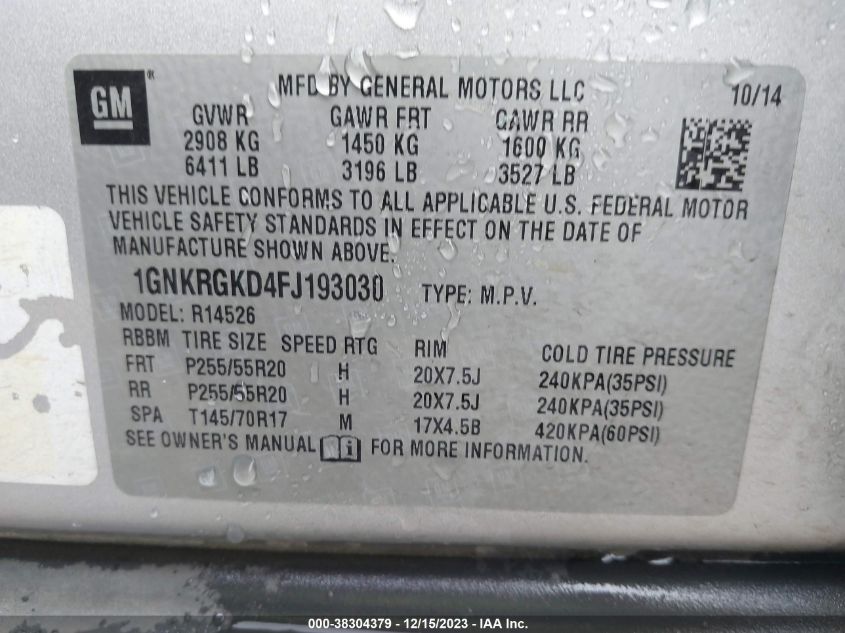 GM ®
MFD BY GENERAL MOTORS LLC 10/14
GVWR GAWR FRT GAWR RR
2908 KG 1450 KG 1600 KG
6411 LB 3196 LB 3527 LB
THIS VEHICLE CONFORMS TO ALL APPLICABLE U.S. FEDERAL MOTOR
VEHICLE SAFETY STANDARDS IN EFFECT ON THE DATE OF
MANUFACTURE SHOWN ABOVE.
1GNKRGKD4FJ193030 TYPE: M.P.V.
MODEL: R14526
RBBM TIRE SIZE SPEED RTG RIM COLD TIRE PRESSURE
FRT P255/55R20 H 20X7.5J 240KPA(35PSI)
RR P255/55R20 H 20X7.5J 240KPA(35PSI)
SPA T145/70R17 M 17X4.5B 420KPA(60PSI)
SEE OWNER'S MANUAL i FOR MORE INFORMATION.
000-38304379 - 12/15/2023 - IAA Inc.